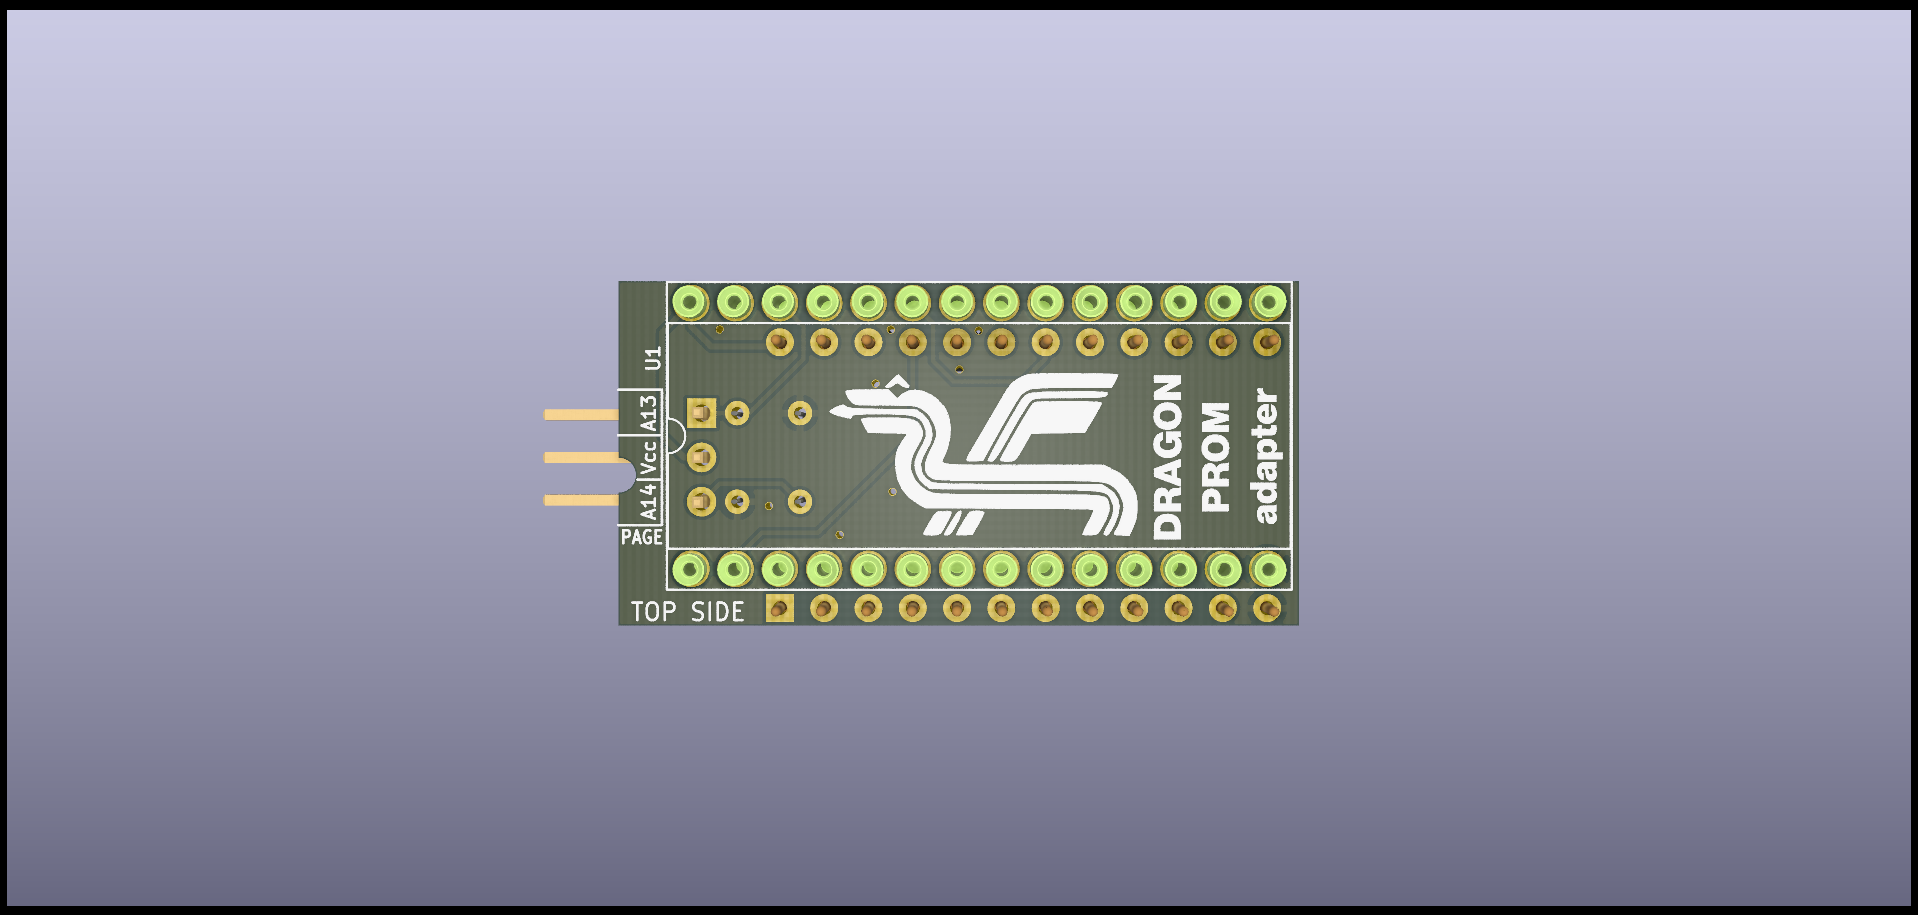 U1
A13
Vcc
A14
PAGE
TOP SIDE
DRAGON
PROM
adapter